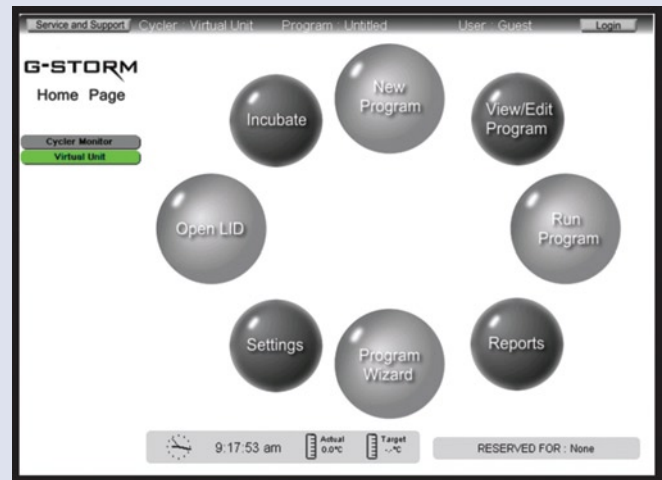 Service and Support Cycler : Virtual Unit Program : Untitled User : Guest Login
G-STORM
Home Page
Cycler Monitor
Virtual Unit
New
Program
Incubate
View/Edit
Program
Open LID
Run
Program
Settings
Program
Wizard
Reports
9:17:53 am
Actual
0.0°C
Target
-.-°C
RESERVED FOR : None